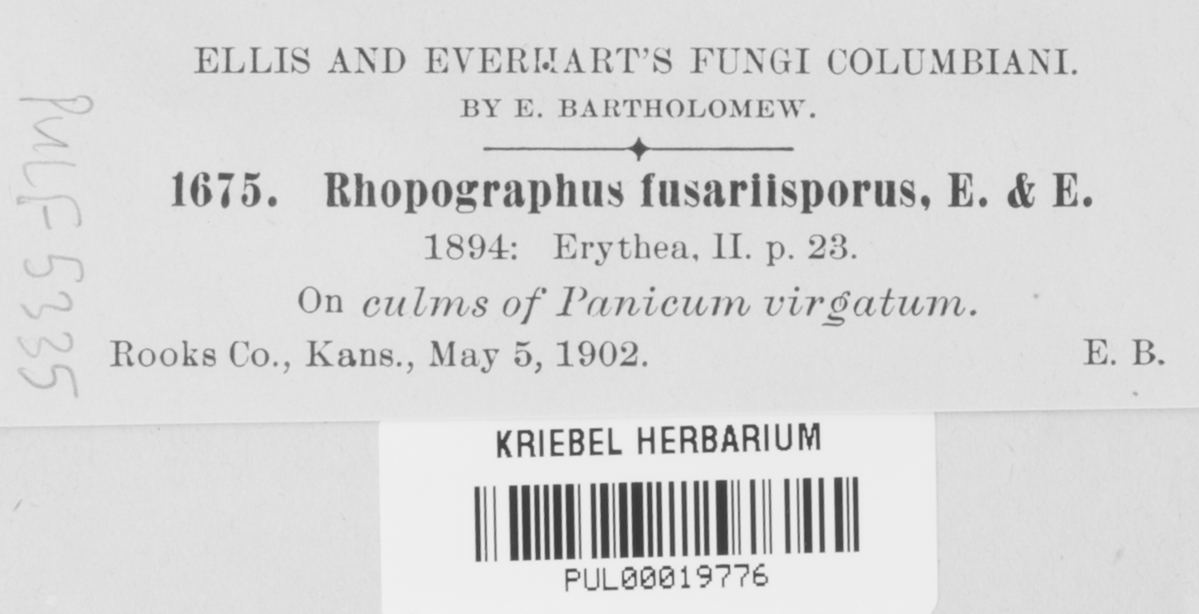 ELLIS AND EVERHART'S FUNGI COLUMBIANI.
BY E. BARTHOLOMEW.
1675. Rhopographus fusariisporus, E. & E.
1894: Erythea, II. p. 23.
On culms of Panicum virgatum.
Rooks Co., Kans., May 5, 1902. E. B.
PULF 5335
KRIEBEL HERBARIUM
PUL00019776